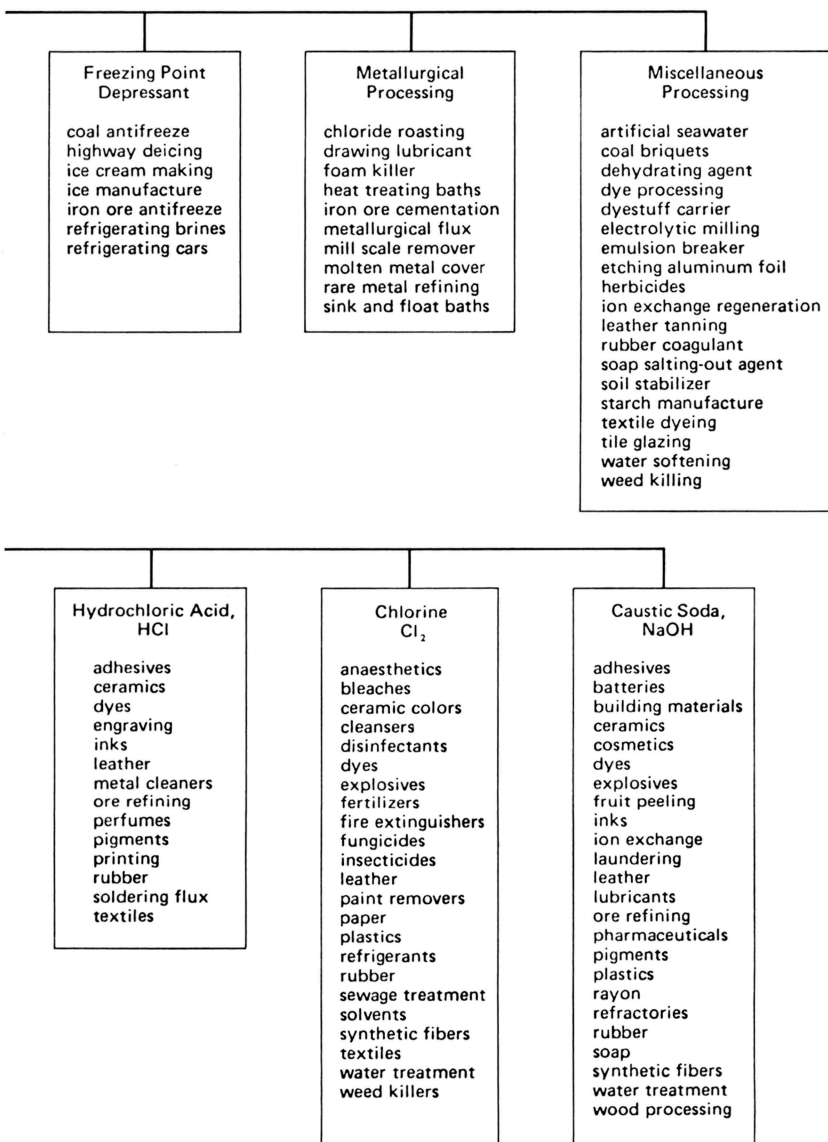 Freezing Point
Depressant
coal antifreeze
highway deicing
ice cream making
ice manufacture
iron ore antifreeze
refrigerating brines
refrigerating cars
Metallurgical
Processing
chloride roasting
drawing lubricant
foam killer
heat treating baths
iron ore cementation
metallurgical flux
mill scale remover
molten metal cover
rare metal refining
sink and float baths
Miscellaneous
Processing
artificial seawater
coal briquets
dehydrating agent
dye processing
dyestuff carrier
electrolytic milling
emulsion breaker
etching aluminum foil
herbicides
ion exchange regeneration
leather tanning
rubber coagulant
soap salting-out agent
soil stabilizer
starch manufacture
textile dyeing
tile glazing
water softening
weed killing
Hydrochloric Acid,
HCl
adhesives
ceramics
dyes
engraving
inks
leather
metal cleaners
ore refining
perfumes
pigments
printing
rubber
soldering flux
textiles
Chlorine
Cl₂
anaesthetics
bleaches
ceramic colors
cleansers
disinfectants
dyes
explosives
fertilizers
fire extinguishers
fungicides
insecticides
leather
paint removers
paper
plastics
refrigerants
rubber
sewage treatment
solvents
synthetic fibers
textiles
water treatment
weed killers
Caustic Soda,
NaOH
adhesives
batteries
building materials
ceramics
cosmetics
dyes
explosives
fruit peeling
inks
ion exchange
laundering
leather
lubricants
ore refining
pharmaceuticals
pigments
plastics
rayon
refractories
rubber
soap
synthetic fibers
water treatment
wood processing